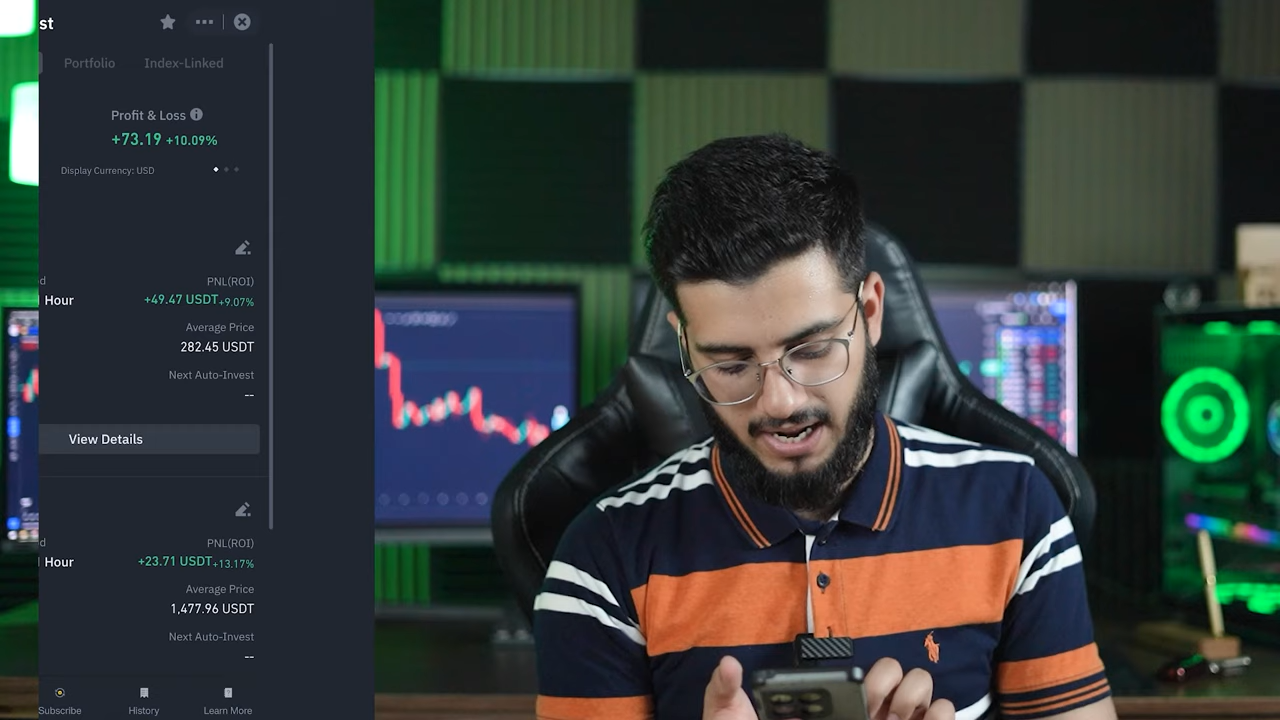 st
Portfolio Index-Linked
Profit & Loss
+73.19 +10.09%
Display Currency: USD
d PNL(ROI)
Hour +49.47 USDT +9.07%
Average Price
282.45 USDT
Next Auto-Invest
--
View Details
d PNL(ROI)
Hour +23.71 USDT +13.17%
Average Price
1,477.96 USDT
Next Auto-Invest
--
Subscribe History Learn More